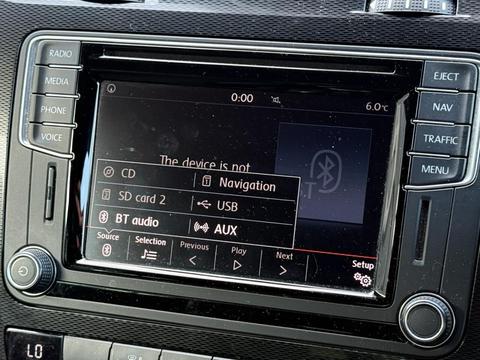 RADIO
MEDIA
PHONE
VOICE
EJECT
NAV
TRAFFIC
MENU
0:00
6.0°C
The device is not
CD
Navigation
SD card 2
USB
BT audio
AUX
Source
Selection
Previous
Play
Next
Setup
LO